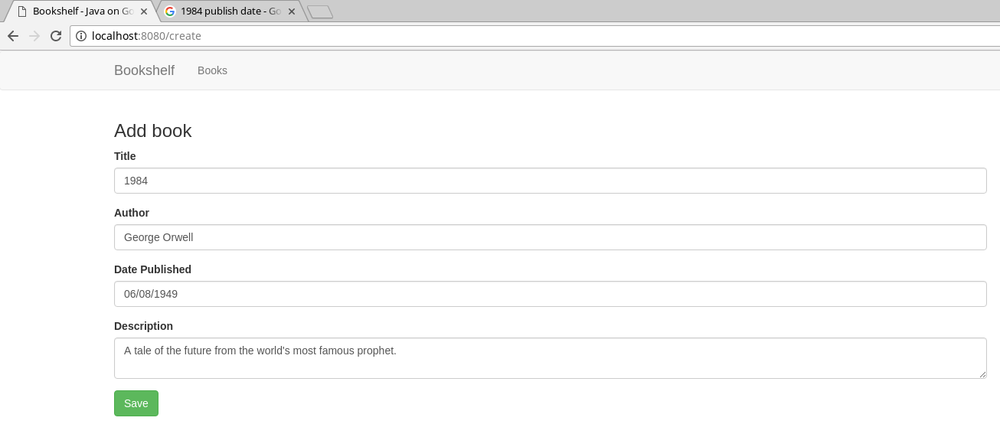 Bookshelf - Java on Go
1984 publish date - Go
localhost:8080/create
Bookshelf Books
Add book
Title
1984
Author
George Orwell
Date Published
06/08/1949
Description
A tale of the future from the world's most famous prophet.
Save